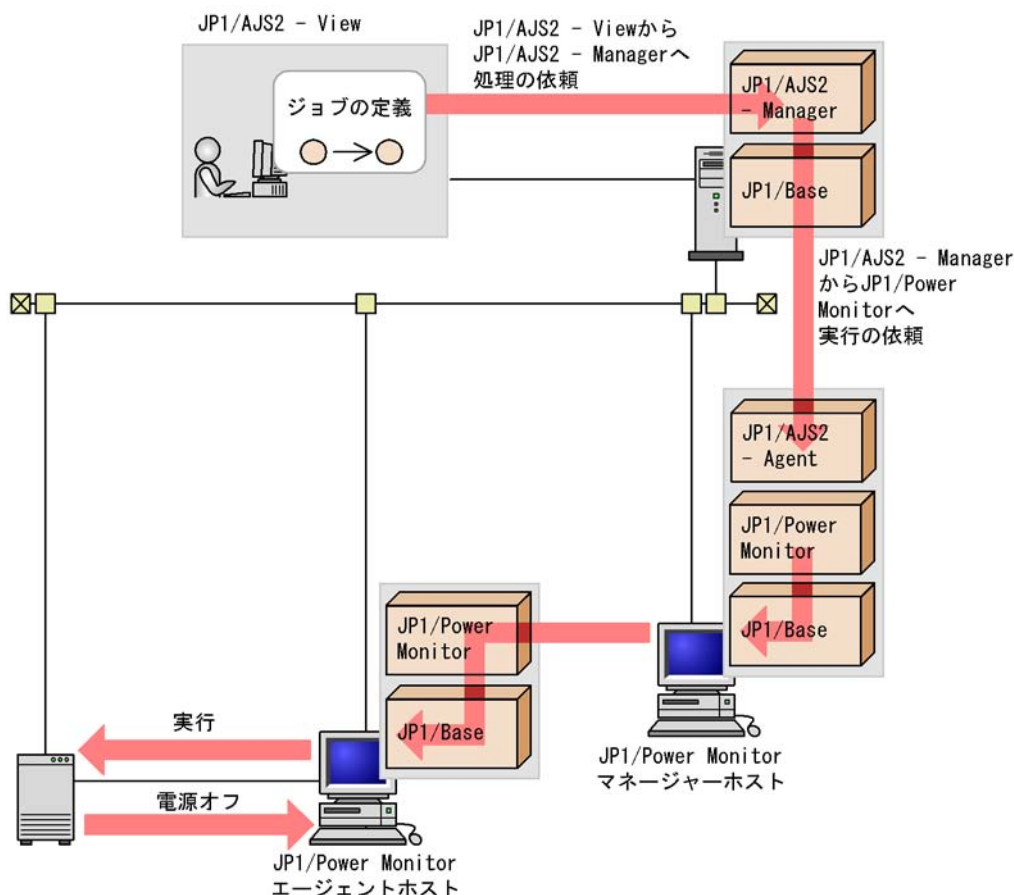 JP1/AJS2 - View
JP1/AJS2 - Viewから
JP1/AJS2 - Managerへ
処理の依頼
ジョブの定義
JP1/AJS2
- Manager
JP1/Base
JP1/AJS2 - Manager
からJP1/Power
Monitorへ
実行の依頼
JP1/AJS2
- Agent
JP1/Power
Monitor
JP1/Base
JP1/Power
Monitor
JP1/Base
JP1/Power Monitor
マネージャーホスト
実行
電源オフ
JP1/Power Monitor
エージェントホスト